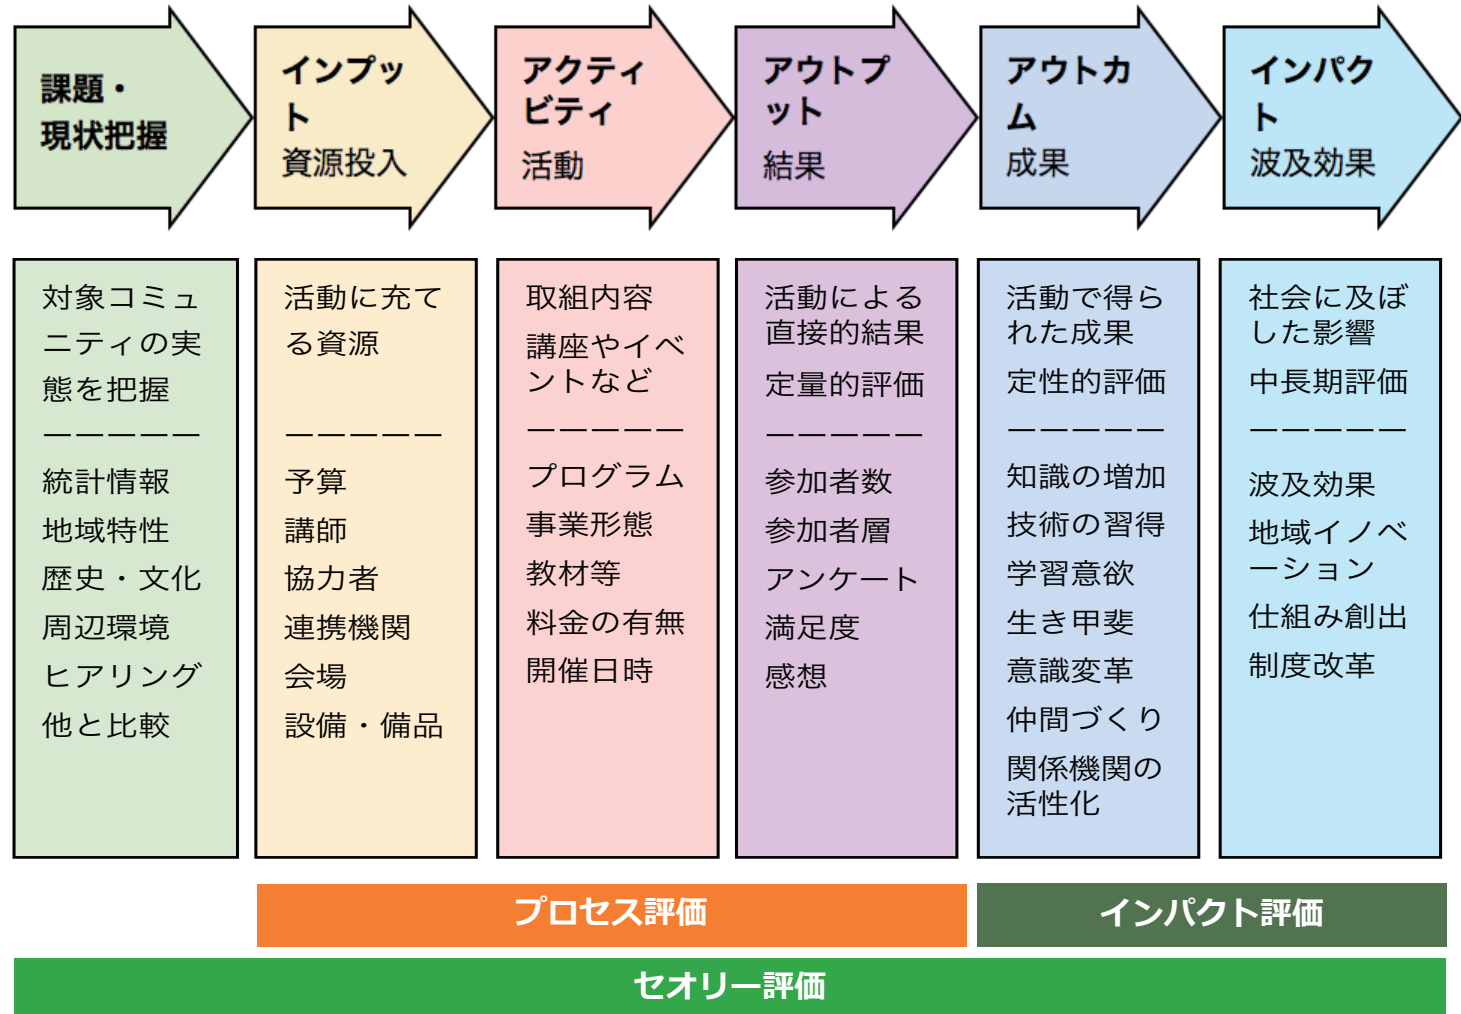 課題・
現状把握
インプッ
ト
資源投入
アクティ
ビティ
活動
アウトプ
ット
結果
アウトカ
ム
成果
インパク
ト
波及効果
対象コミュ
ニティの実
態を把握
ーーーーー
統計情報
地域特性
歴史・文化
周辺環境
ヒアリング
他と比較
活動に充て
る資源
ーーーーー
予算
講師
協力者
連携機関
会場
設備・備品
取組内容
講座やイベ
ントなど
ーーーーー
プログラム
事業形態
教材等
料金の有無
開催日時
活動による
直接的結果
定量的評価
ーーーーー
参加者数
参加者層
アンケート
満足度
感想
活動で得ら
れた成果
定性的評価
ーーーーー
知識の増加
技術の習得
学習意欲
生き甲斐
意識変革
仲間づくり
関係機関の
活性化
社会に及ぼ
した影響
中長期評価
ーーーーー
波及効果
地域イノベ
ーション
仕組み創出
制度改革
プロセス評価
インパクト評価
セオリー評価